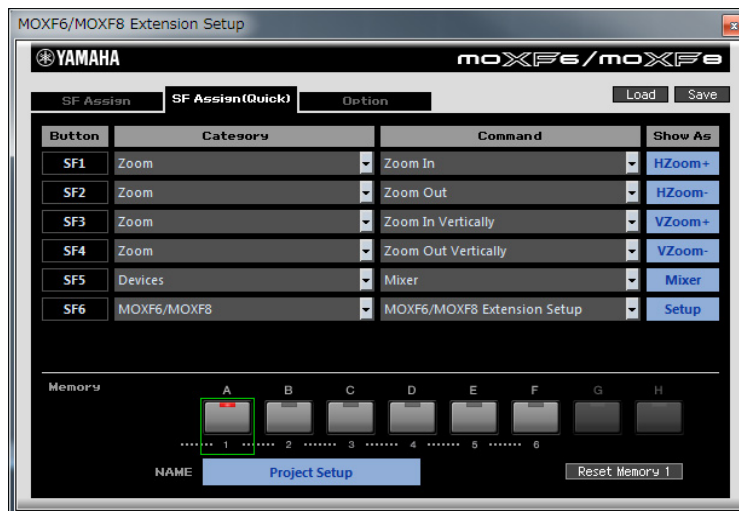 MOXF6/MOXF8 Extension Setup
YAMAHA MOXF6/MOXF8
SF Assign SF Assign(Quick) Option Load Save
Button Category Command Show As
SF1 Zoom Zoom In HZoom+
SF2 Zoom Zoom Out HZoom-
SF3 Zoom Zoom In Vertically VZoom+
SF4 Zoom Zoom Out Vertically VZoom-
SF5 Devices Mixer Mixer
SF6 MOXF6/MOXF8 MOXF6/MOXF8 Extension Setup Setup
Memory A B C D E F G H
1 2 3 4 5 6
NAME Project Setup Reset Memory 1